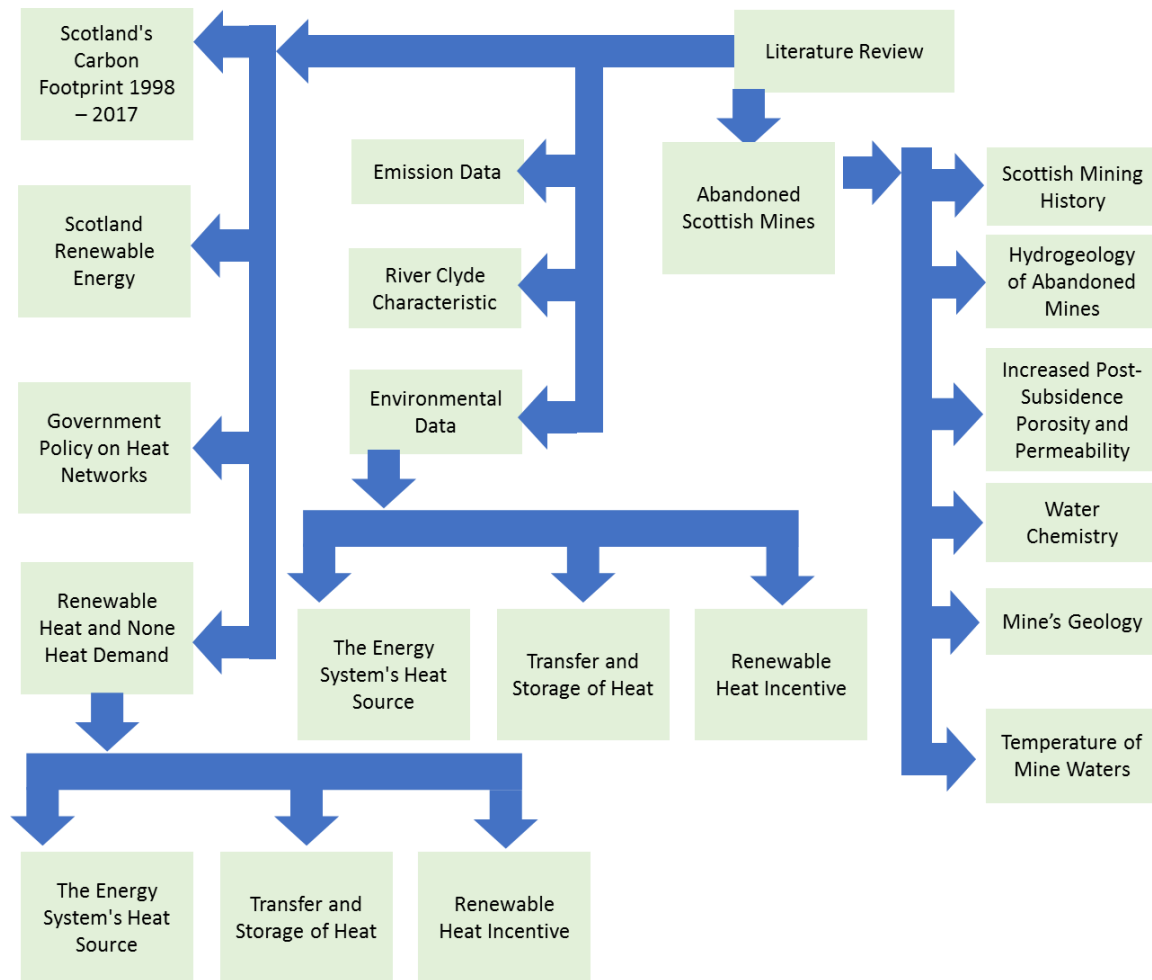 Scotland's
Carbon
Footprint 1998
– 2017
Literature Review
Emission Data
Abandoned
Scottish Mines
Scottish Mining
History
Scotland
Renewable
Energy
River Clyde
Characteristic
Hydrogeology
of Abandoned
Mines
Environmental
Data
Increased Post-
Subsidence
Porosity and
Permeability
Government
Policy on Heat
Networks
Water
Chemistry
Renewable
Heat and None
Heat Demand
Mine’s Geology
The Energy
System's Heat
Source
Transfer and
Storage of Heat
Renewable
Heat Incentive
Temperature of
Mine Waters
The Energy
System's Heat
Source
Transfer and
Storage of Heat
Renewable
Heat Incentive